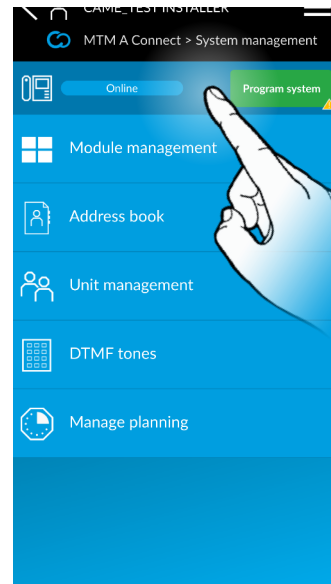 CAME_TEST INSTALLER
MTM A Connect > System management
Online
Program system
Module management
Address book
Unit management
DTMF tones
Manage planning